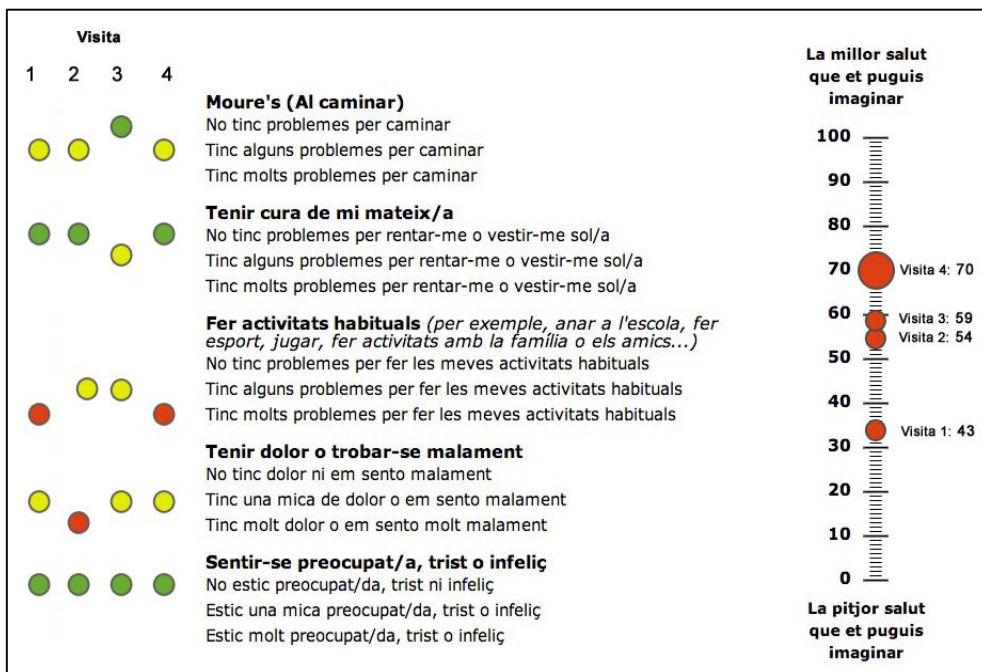 Visita
1 2 3 4
Moure's (Al caminar)
No tinc problemes per caminar
Tinc alguns problemes per caminar
Tinc molts problemes per caminar
Tenir cura de mi mateix/a
No tinc problemes per rentar-me o vestir-me sol/a
Tinc alguns problemes per rentar-me o vestir-me sol/a
Tinc molts problemes per rentar-me o vestir-me sol/a
Fer activitats habituals (per exemple, anar a l'escola, fer
esport, jugar, fer activitats amb la família o els amics...)
No tinc problemes per fer les meves activitats habituals
Tinc alguns problemes per fer les meves activitats habituals
Tinc molts problemes per fer les meves activitats habituals
Tenir dolor o trobar-se malament
No tinc dolor ni em sento malament
Tinc una mica de dolor o em sento malament
Tinc molt dolor o em sento molt malament
Sentir-se preocupat/a, trist o infeliç
No estic preocupat/da, trist ni infeliç
Estic una mica preocupat/da, trist o infeliç
Estic molt preocupat/da, trist o infeliç
La millor salut
que et puguis
imaginar
100
90
80
70 Visita 4: 70
60 Visita 3: 59
Visita 2: 54
50
40
Visita 1: 43
30
20
10
0
La pitjor salut
que et puguis
imaginar